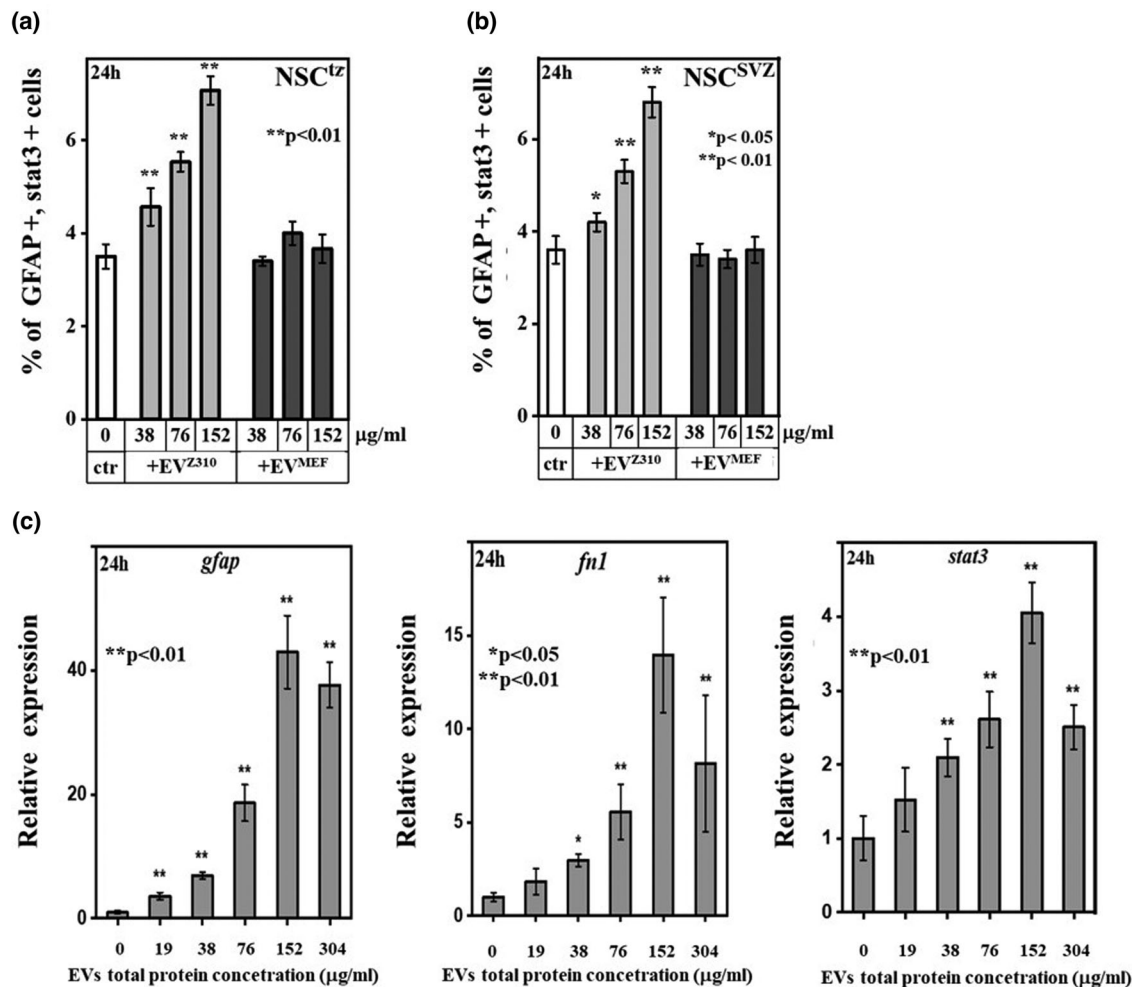 (a)
24h NSCtz
** ** **
**p<0.01
% of GFAP+, stat3 + cells
6
4
2
0
0 38 76 152 38 76 152 µg/ml
ctr +EVZ310 +EVMEF
(b)
24h NSCSVZ
* ** **
*p< 0.05
**p< 0.01
% of GFAP+, stat3 + cells
6
4
2
0
0 38 76 152 38 76 152 µg/ml
ctr +EVZ310 +EVMEF
(c)
24h gfap
** ** ** ** **
**p<0.01
Relative expression
40
20
0
0 19 38 76 152 304
EVs total protein concetration (µg/ml)
24h fn1
* ** ** **
*p<0.05
**p<0.01
Relative expression
15
10
5
0
0 19 38 76 152 304
EVs total protein concetration (µg/ml)
24h stat3
** ** ** **
**p<0.01
Relative expression
4
3
2
1
0
0 19 38 76 152 304
EVs total protein concetration (µg/ml)